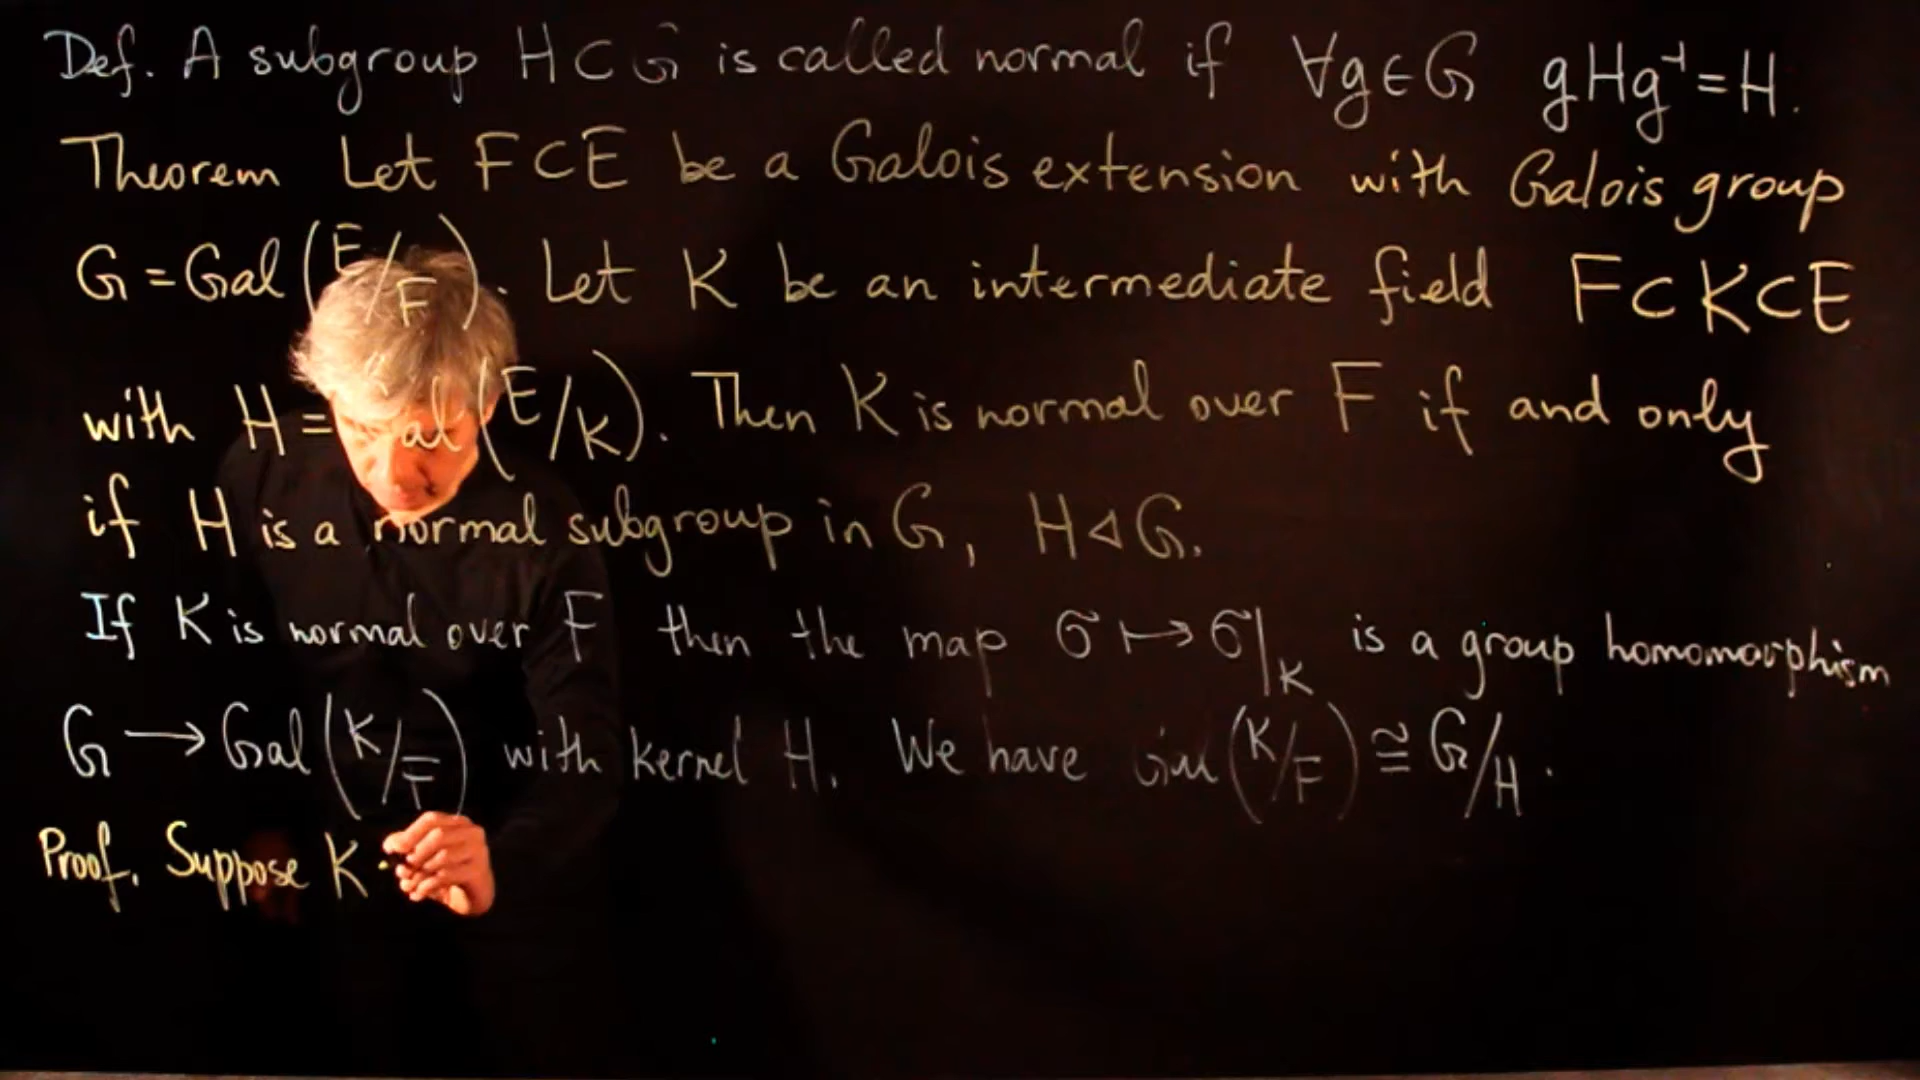 Def. A subgroup H ⊂ G is called normal if ∀g∈G gHg⁻¹=H.
Theorem Let F⊂E be a Galois extension with Galois group
G = Gal(E/F). Let K be an intermediate field F⊂K⊂E
with H = Gal(E/K). Then K is normal over F if and only
if H is a normal subgroup in G, H◁G.
If K is normal over F then the map σ ↦ σ|_K is a group homomorphism
G → Gal(K/F) with kernel H. We have Gal(K/F) ≅ G/H.
Proof. Suppose K